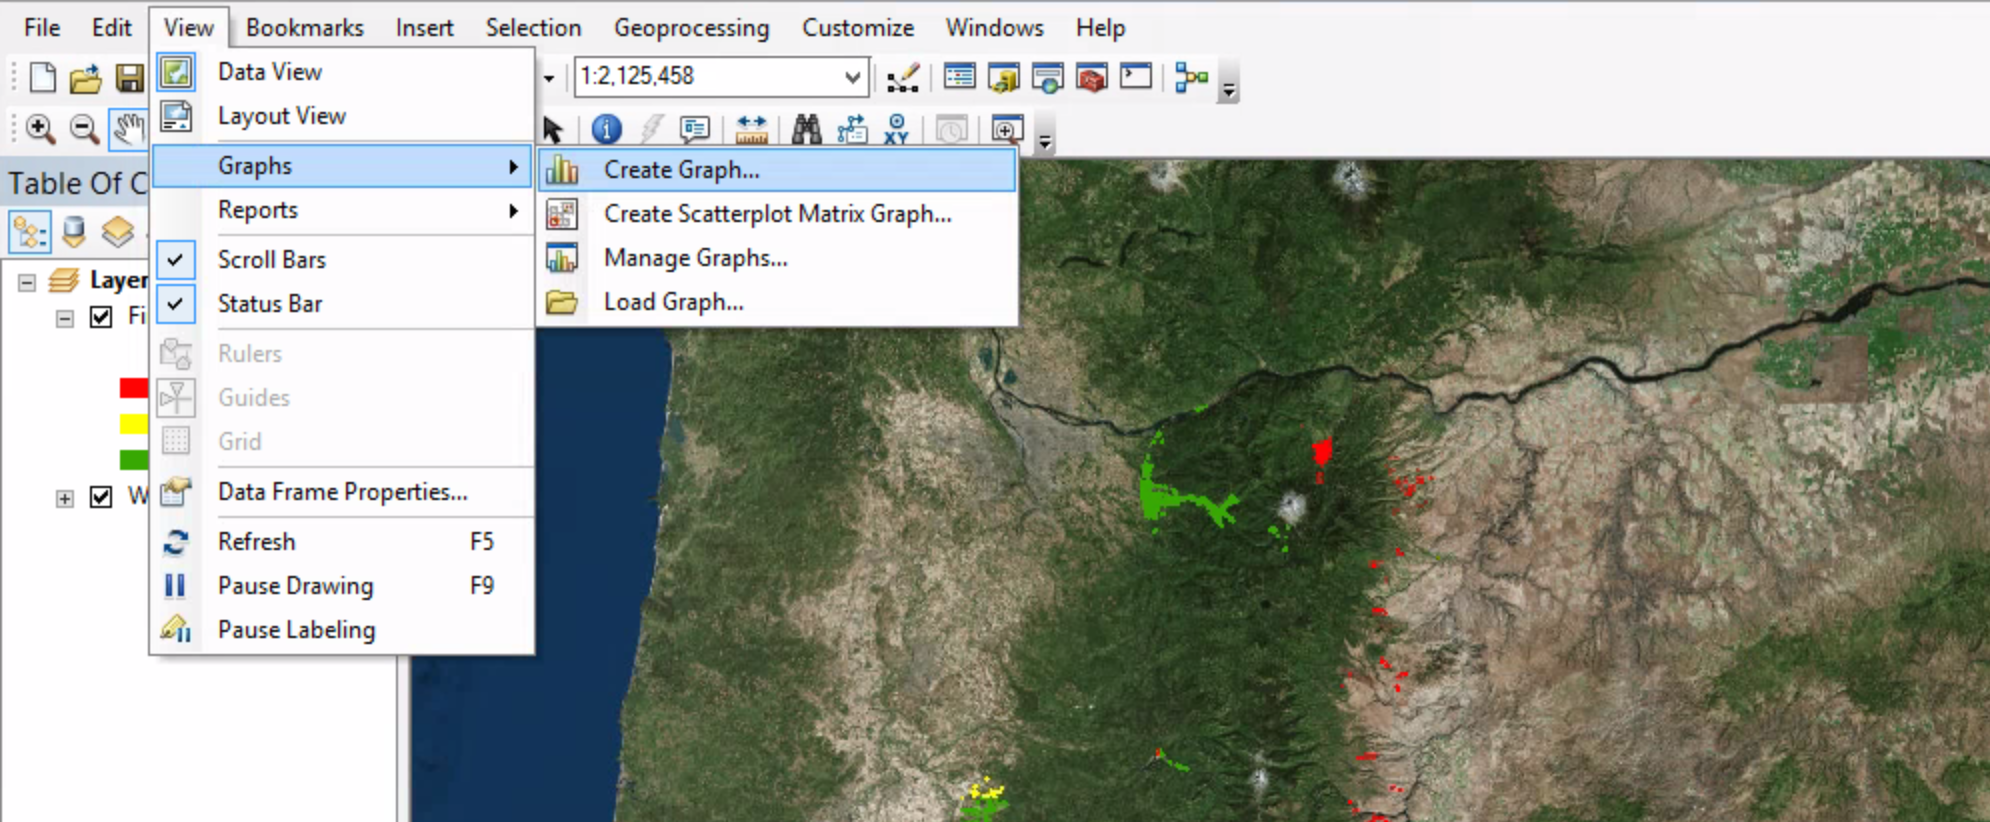 File Edit View Bookmarks Insert Selection Geoprocessing Customize Windows Help
Data View
1:2,125,458
Layout View
XY
Graphs
Create Graph...
Table Of C
Reports
Create Scatterplot Matrix Graph...
Scroll Bars
Manage Graphs...
Layer
Status Bar
Load Graph...
Fi
Rulers
Guides
Grid
Data Frame Properties...
W
Refresh F5
Pause Drawing F9
Pause Labeling